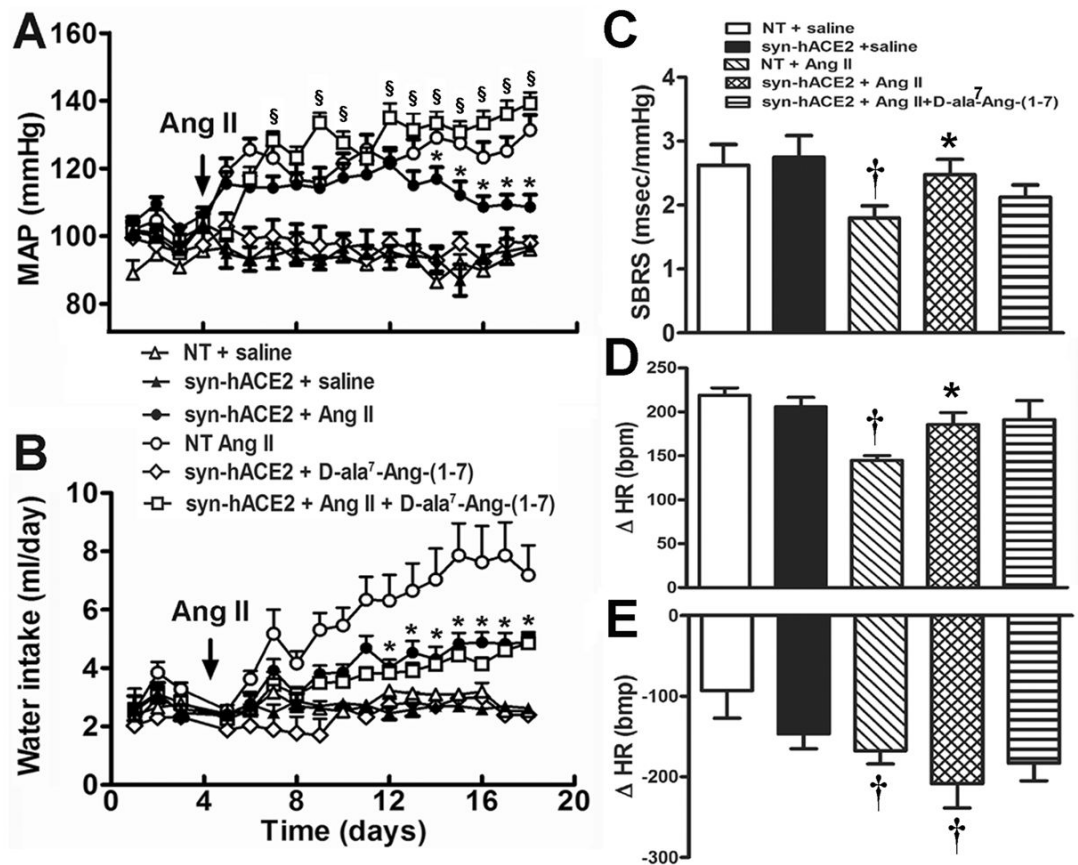 A
160
140
120
100
80
MAP (mmHg)
Ang II
§ § § § § § § § § §
* * * * *
NT + saline
syn-hACE2 + saline
syn-hACE2 + Ang II
NT Ang II
syn-hACE2 + D-ala7-Ang-(1-7)
syn-hACE2 + Ang II + D-ala7-Ang-(1-7)
B
10
8
6
4
2
0
Water intake (ml/day)
Ang II
* * * * * * *
0 4 8 12 16 20
Time (days)
C
NT + saline
syn-hACE2 +saline
NT + Ang II
syn-hACE2 + Ang II
syn-hACE2 + Ang II+D-ala7-Ang-(1-7)
4
3
2
1
0
SBRS (msec/mmHg)
† *
D
250
200
150
100
50
0
Δ HR (bpm)
† *
E
0
-100
-200
-300
Δ HR (bmp)
† †